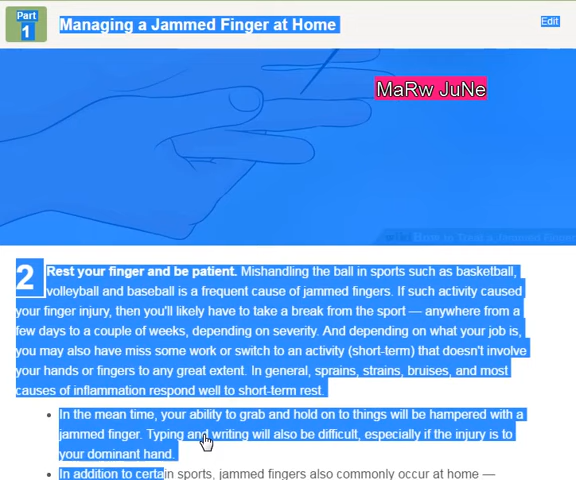 Part
1
Managing a Jammed Finger at Home
Edit
MaRw JuNe
wikiHow to Treat a Jammed Finger
2 Rest your finger and be patient. Mishandling the ball in sports such as basketball,
volleyball and baseball is a frequent cause of jammed fingers. If such activity caused
your finger injury, then you'll likely have to take a break from the sport — anywhere from a
few days to a couple of weeks, depending on severity. And depending on what your job is,
you may also have miss some work or switch to an activity (short-term) that doesn't involve
your hands or fingers to any great extent. In general, sprains, strains, bruises, and most
causes of inflammation respond well to short-term rest.
In the mean time, your ability to grab and hold on to things will be hampered with a
jammed finger. Typing and writing will also be difficult, especially if the injury is to
your dominant hand.
In addition to certain sports, jammed fingers also commonly occur at home —